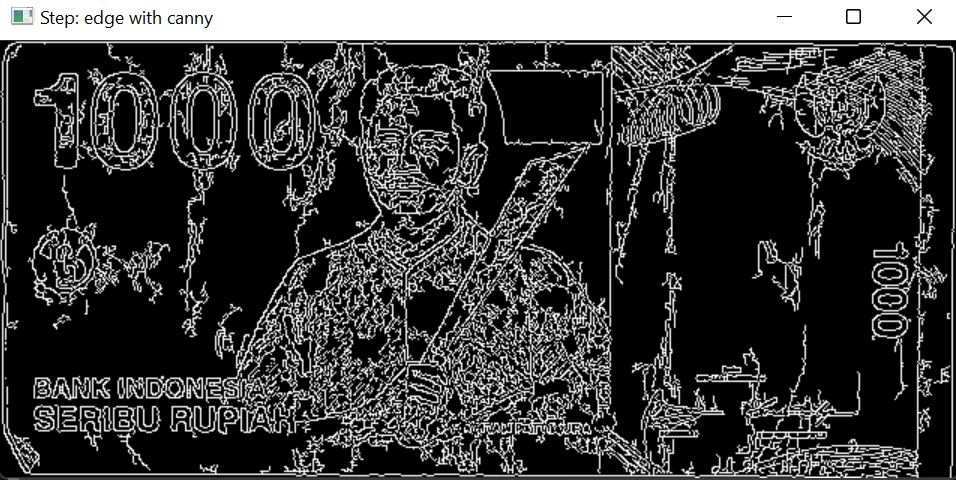 Step: edge with canny
1000
BANK INDONESIA
SERIBU RUPIAH
1000